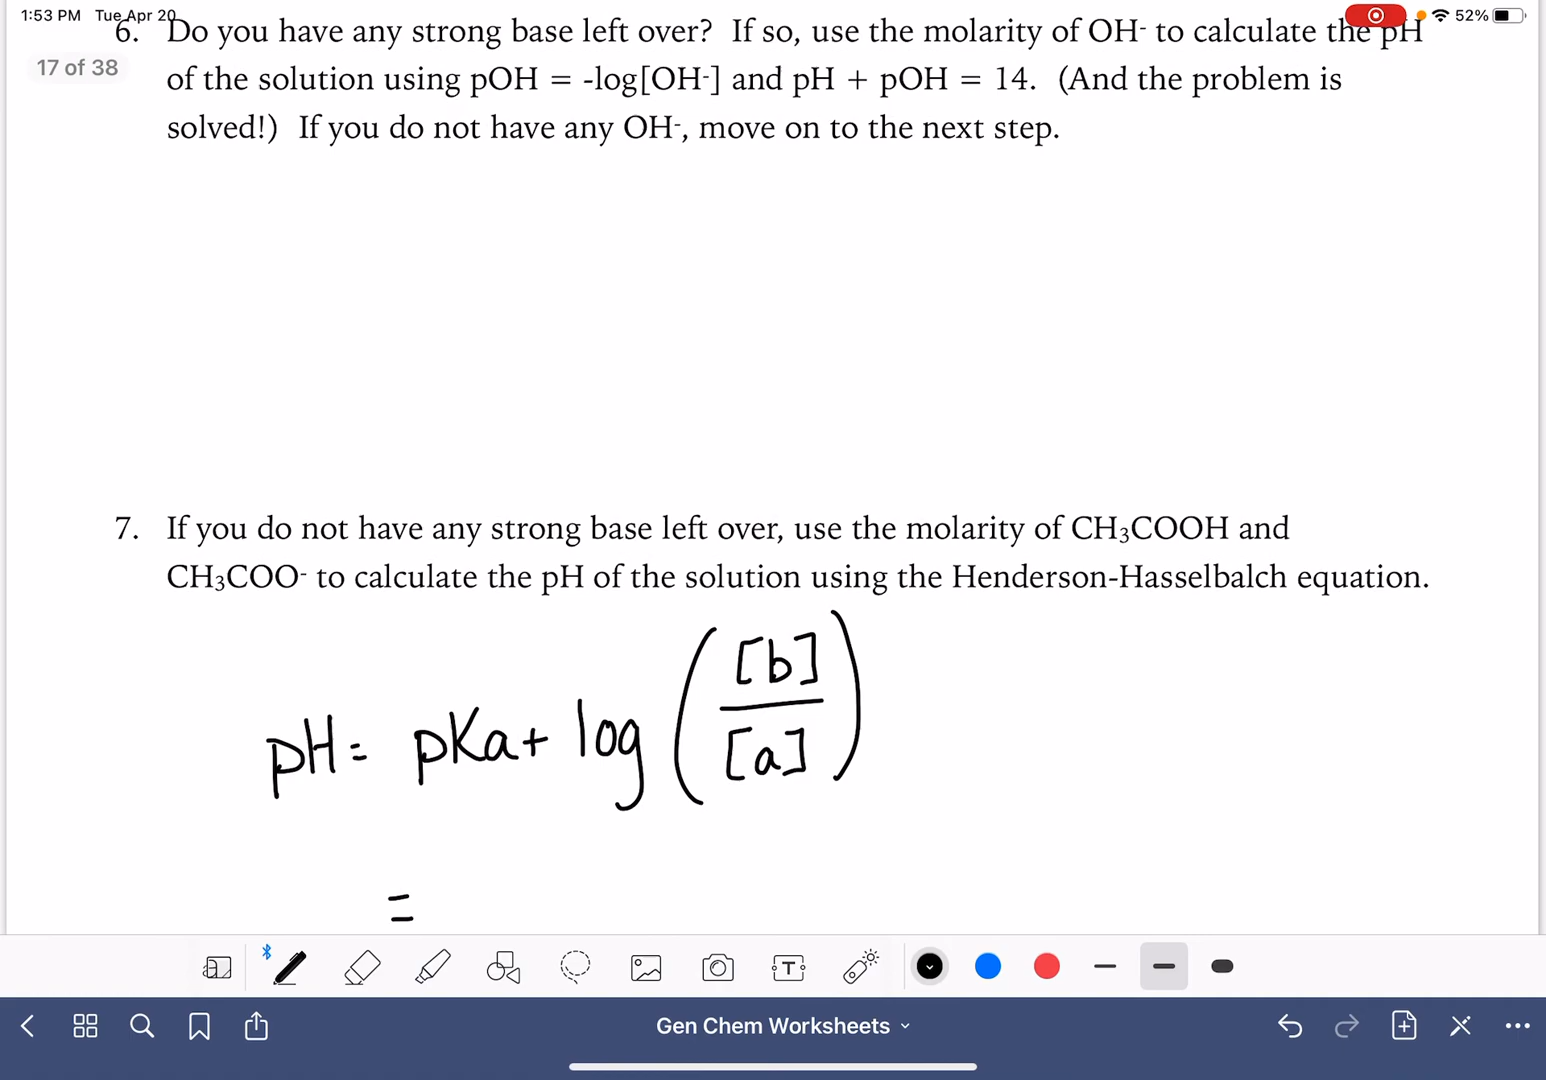 1:53 PM Tue Apr 20
52%
17 of 38
6. Do you have any strong base left over? If so, use the molarity of OH- to calculate the pH
of the solution using pOH = -log[OH-] and pH + pOH = 14. (And the problem is
solved!) If you do not have any OH-, move on to the next step.
7. If you do not have any strong base left over, use the molarity of CH₃COOH and
CH₃COO- to calculate the pH of the solution using the Henderson-Hasselbalch equation.
pH = pKa + log ([b]/[a])
=
Gen Chem Worksheets